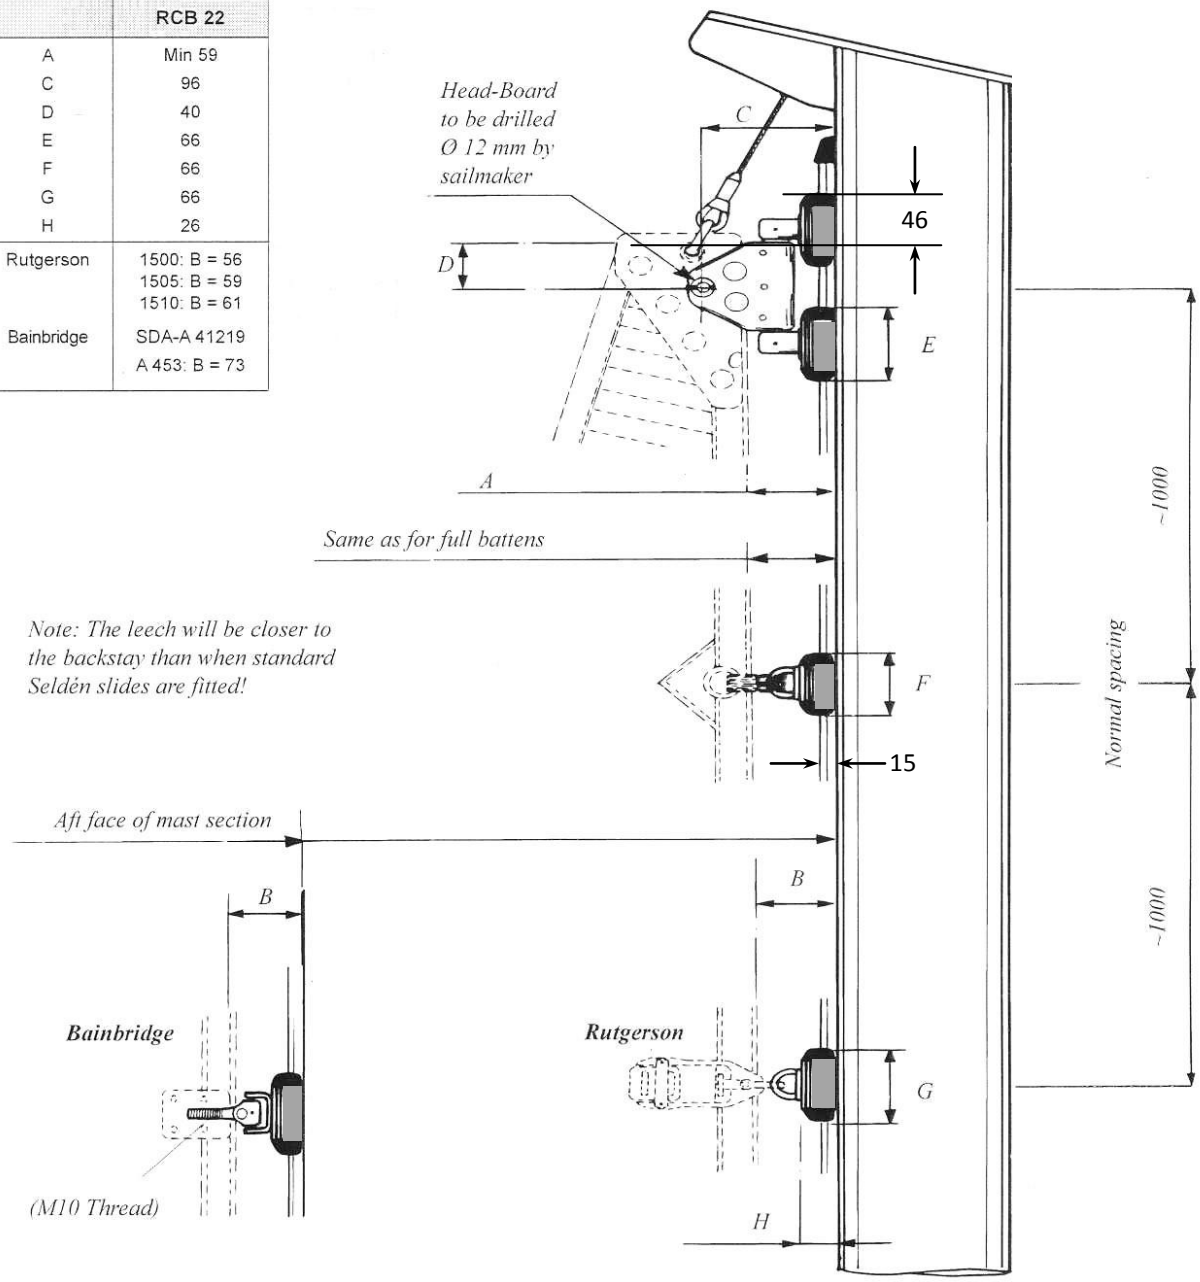 RCB 22
A Min 59
C 96
D 40
E 66
F 66
G 66
H 26
Rutgerson 1500: B = 56
1505: B = 59
1510: B = 61
Bainbridge SDA-A 41219
A 453: B = 73
Head-Board
to be drilled
Ø 12 mm by
sailmaker
C
46
D
E
C
A
~1000
Same as for full battens
Note: The leech will be closer to
the backstay than when standard
Seldén slides are fitted!
F
Normal spacing
15
Aft face of mast section
B
B
~1000
Bainbridge
Rutgerson
G
(M10 Thread)
H